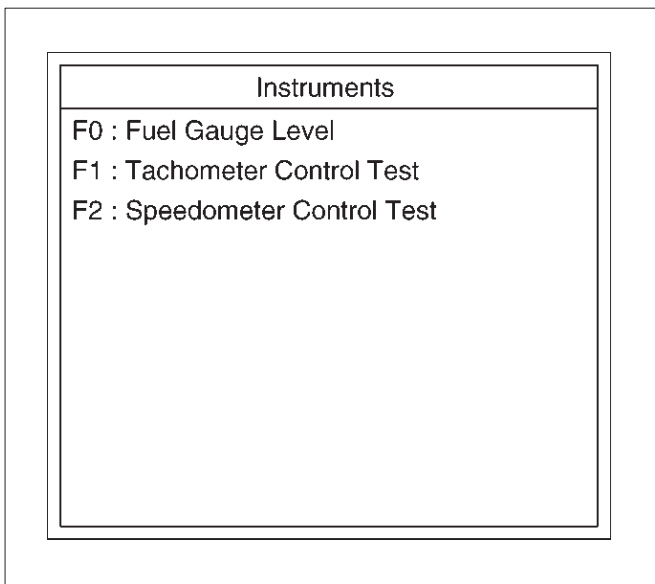 Instruments
F0 : Fuel Gauge Level
F1 : Tachometer Control Test
F2 : Speedometer Control Test